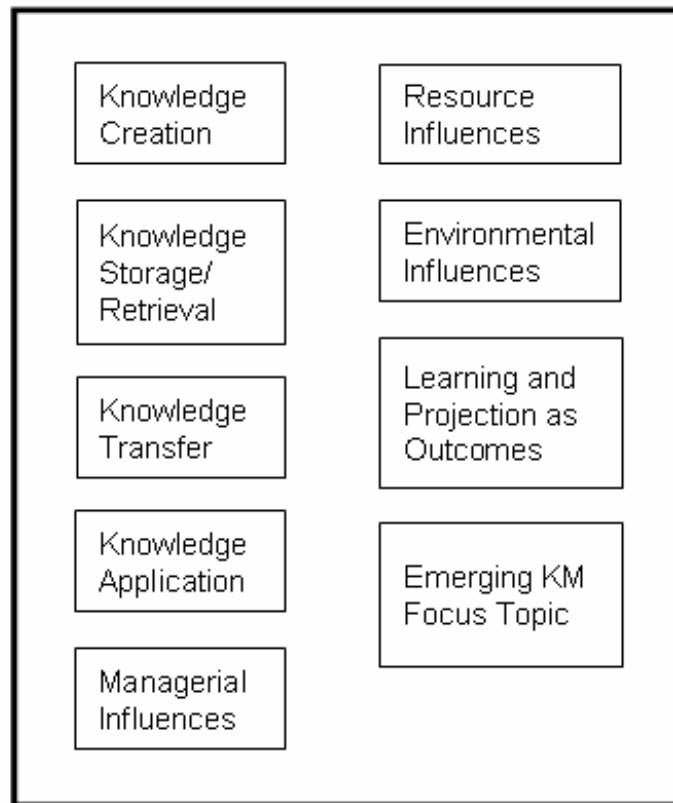 Knowledge
Creation
Knowledge
Storage/
Retrieval
Knowledge
Transfer
Knowledge
Application
Managerial
Influences
Resource
Influences
Environmental
Influences
Learning and
Projection as
Outcomes
Emerging KM
Focus Topic